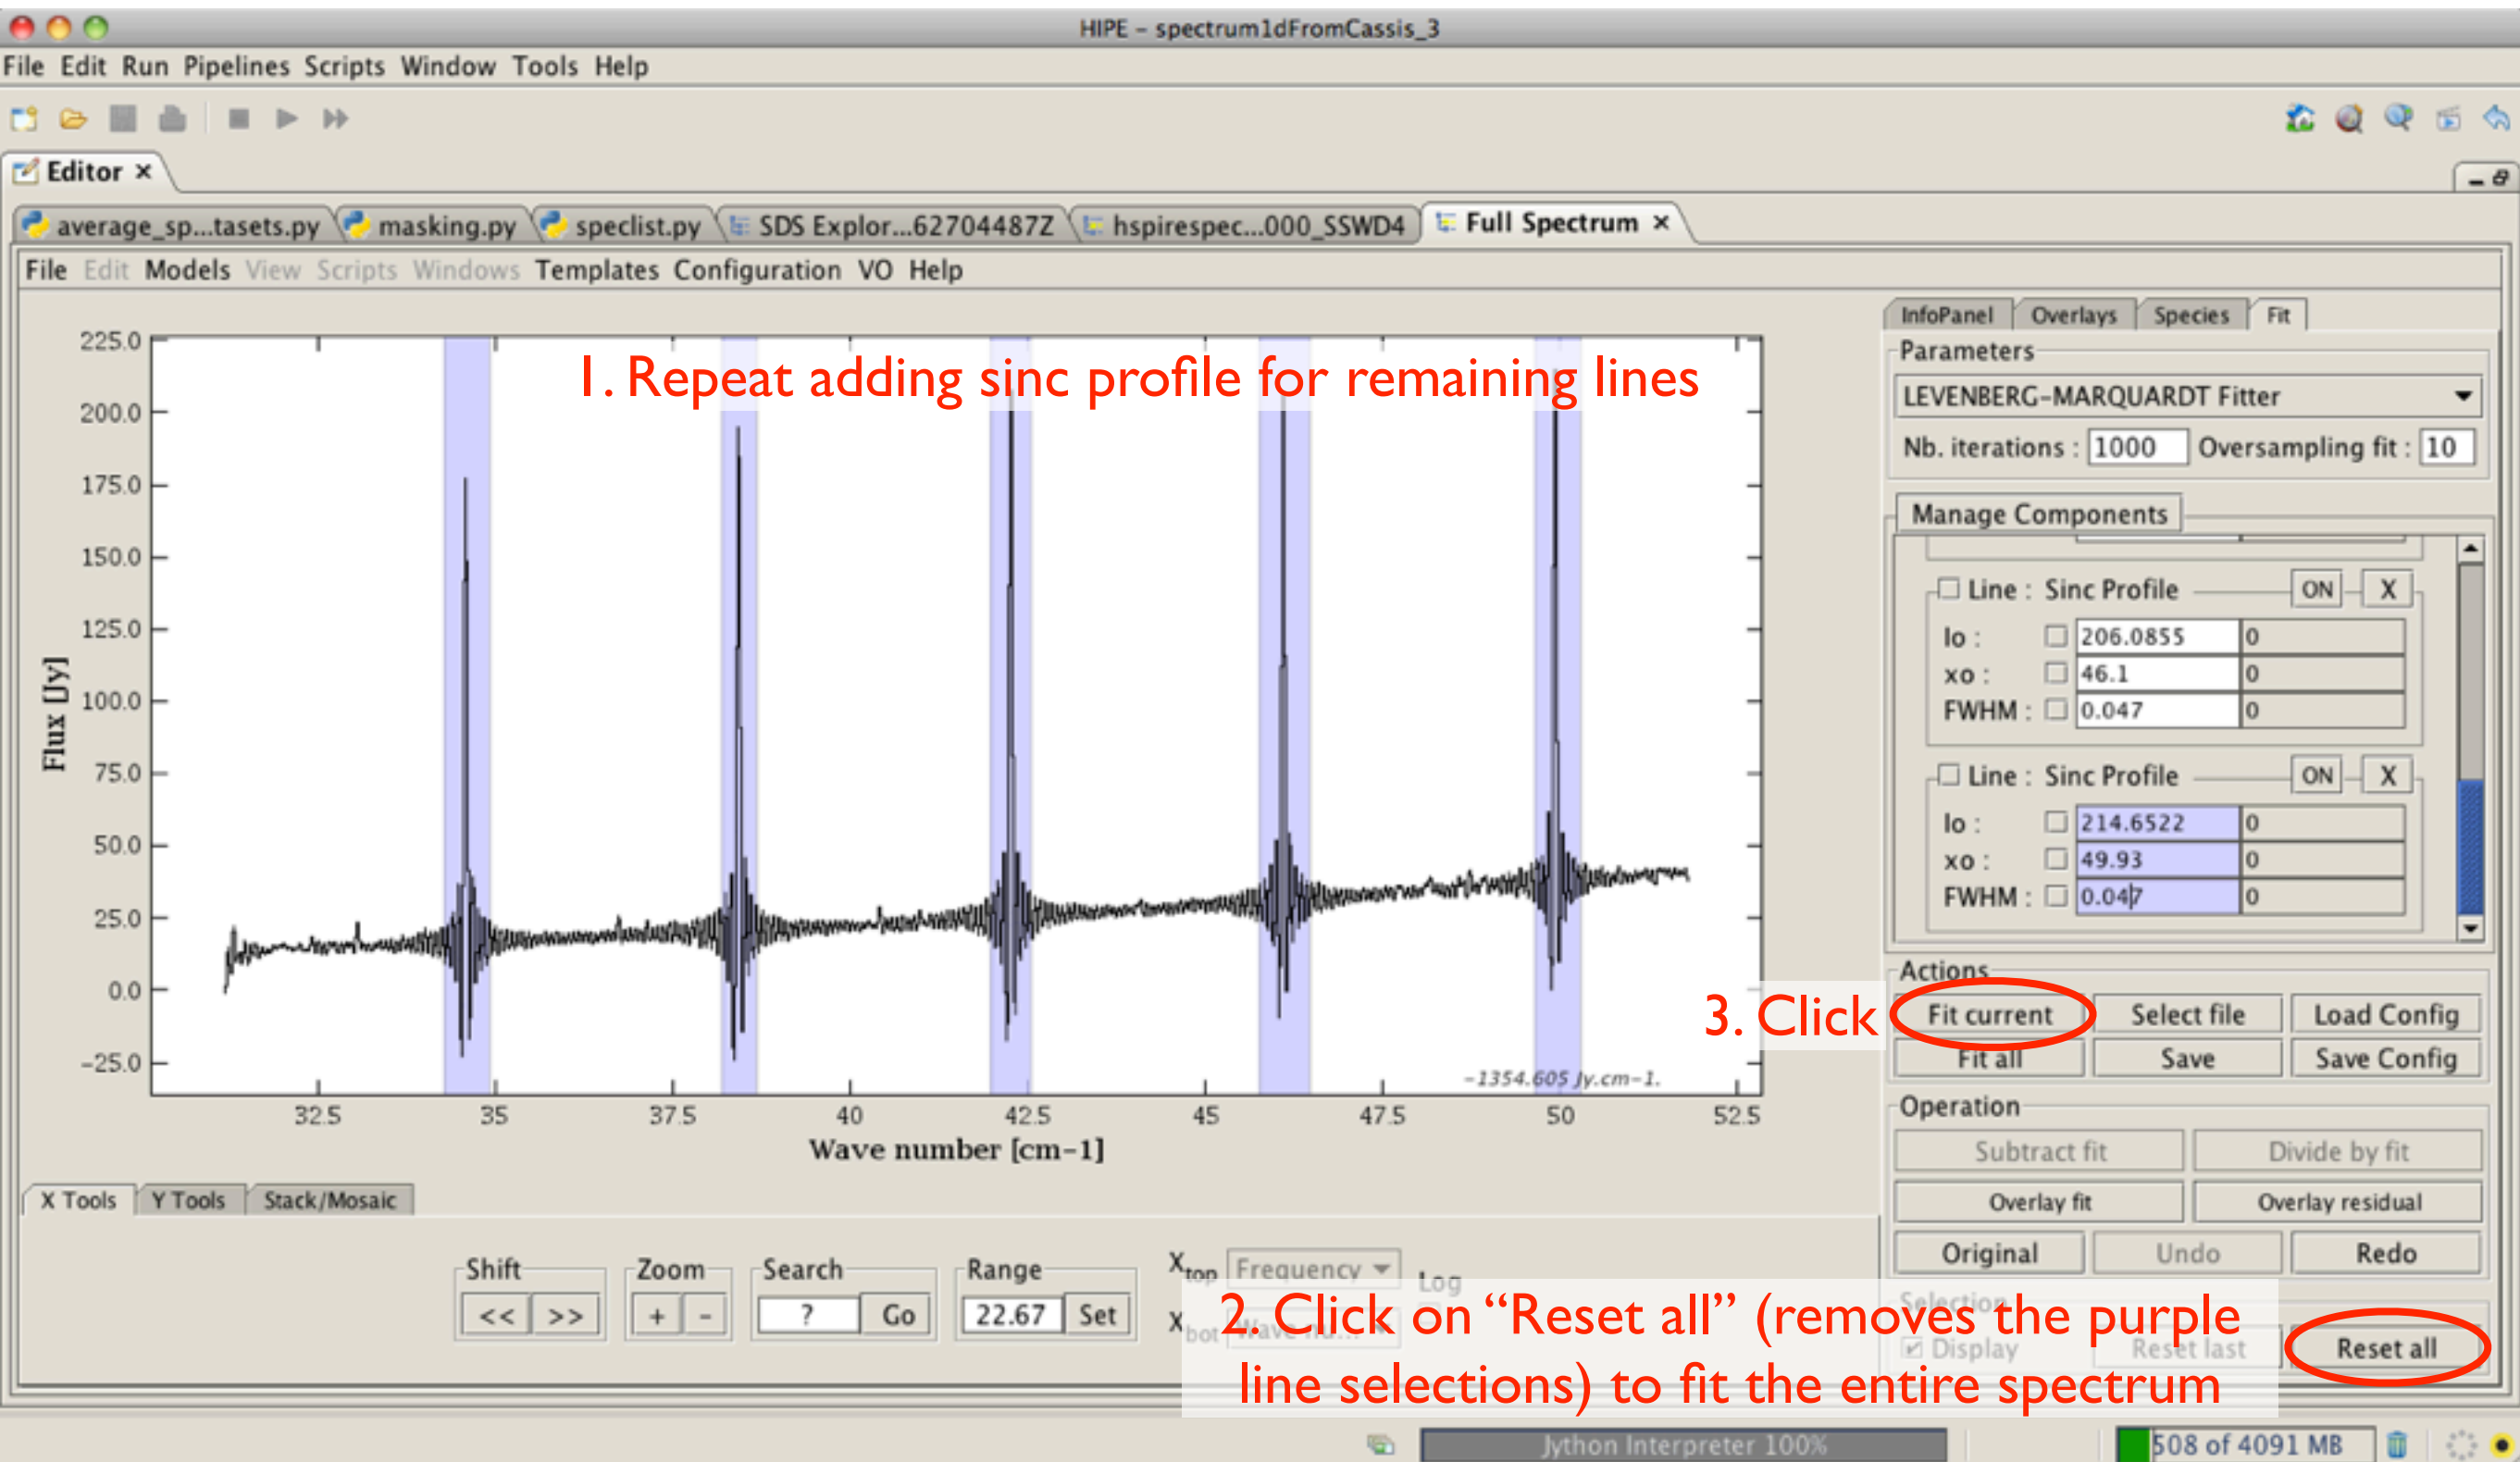 HIPE - spectrum1dFromCassis_3
File Edit Run Pipelines Scripts Window Tools Help
Editor ×
average_sp...tasets.py masking.py speclist.py SDS Explor...62704487Z hspirespec...000_SSWD4 Full Spectrum ×
File Edit Models View Scripts Windows Templates Configuration VO Help
InfoPanel Overlays Species Fit
1. Repeat adding sinc profile for remaining lines
225.0
200.0
175.0
150.0
125.0
100.0
75.0
50.0
25.0
0.0
-25.0
Flux [Jy]
-1354.605 Jy.cm-1.
32.5 35 37.5 40 42.5 45 47.5 50 52.5
Wave number [cm-1]
Parameters
LEVENBERG-MARQUARDT Fitter
Nb. iterations : 1000 Oversampling fit : 10
Manage Components
Line : Sinc Profile ON X
Io : 206.0855 0
xo : 46.1 0
FWHM : 0.047 0
Line : Sinc Profile ON X
Io : 214.6522 0
xo : 49.93 0
FWHM : 0.047 0
Actions
3. Click
Fit current Select file Load Config
Fit all Save Save Config
Operation
Subtract fit Divide by fit
Overlay fit Overlay residual
Original Undo Redo
Selection
Display Reset last Reset all
X Tools Y Tools Stack/Mosaic
Shift Zoom Search Range Xtop Frequency Log
<< >> + - ? Go 22.67 Set Xbot Wave nu...
2. Click on “Reset all” (removes the purple
line selections) to fit the entire spectrum
Jython Interpreter 100%
508 of 4091 MB